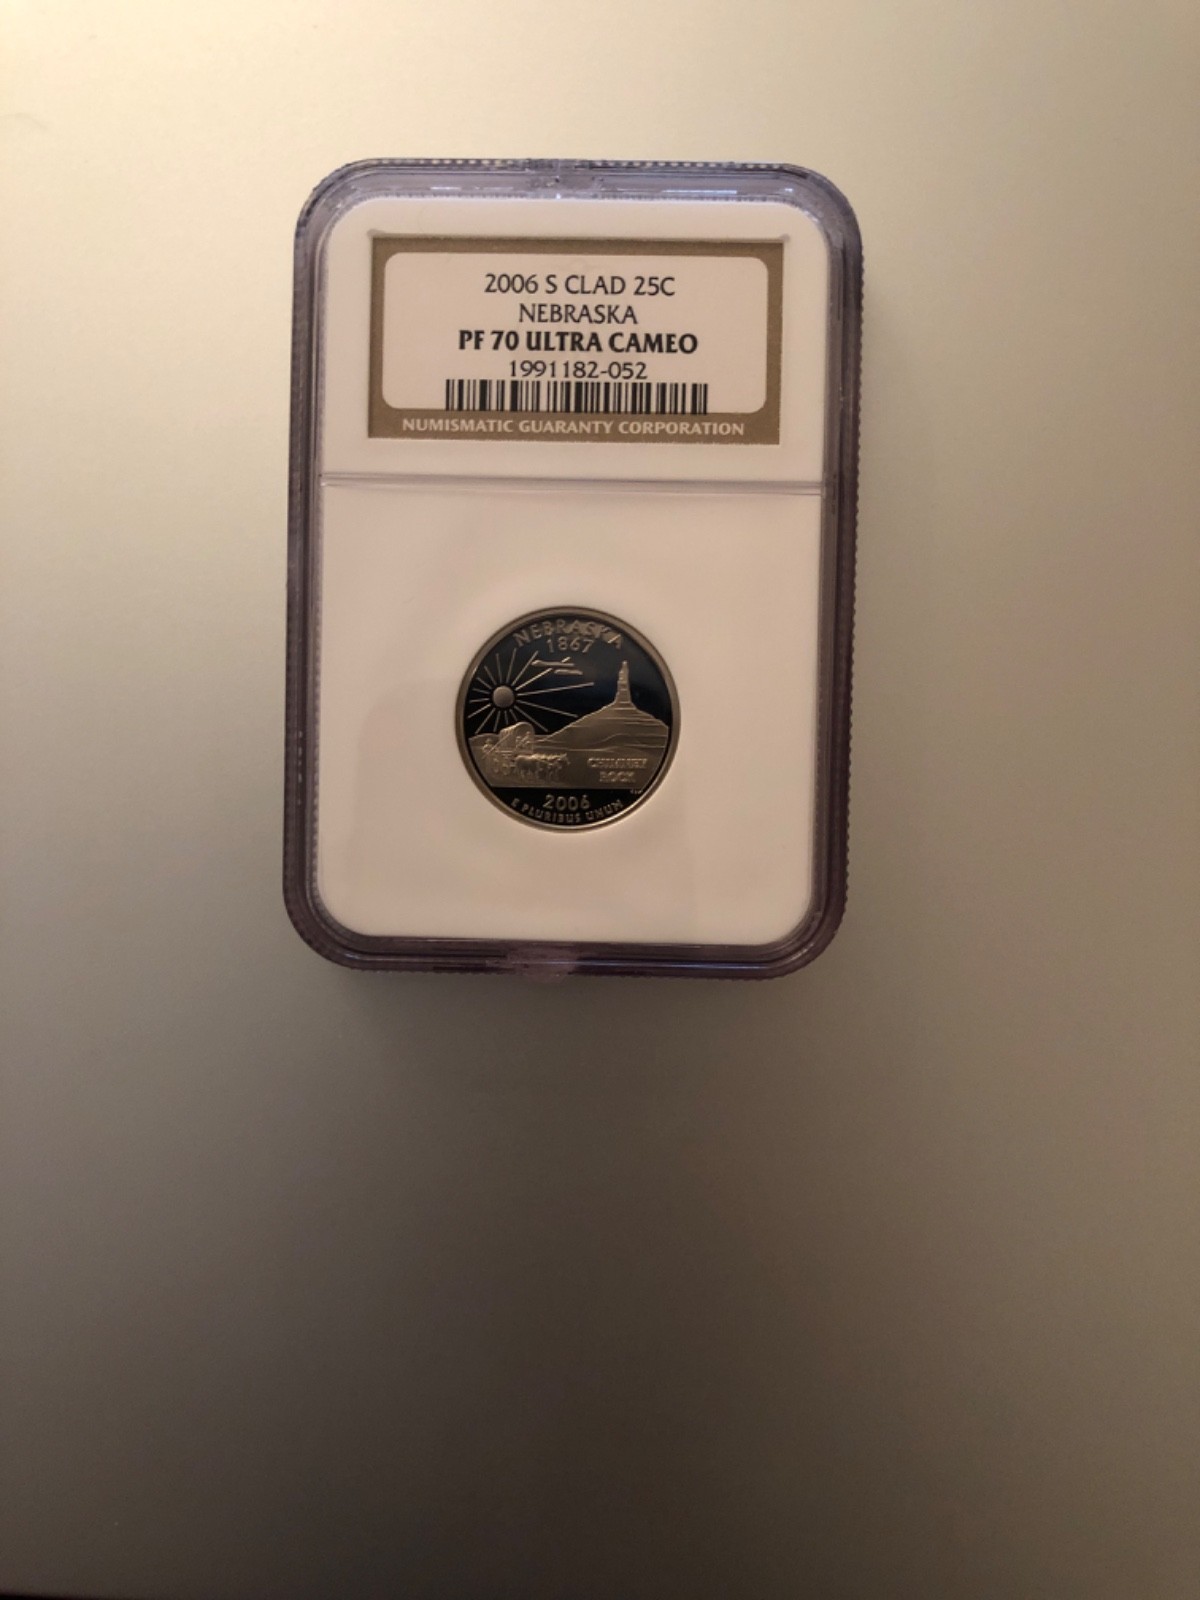 2006 S CLAD 25C
NEBRASKA
PF 70 ULTRA CAMEO
1991182-052
NUMISMATIC GUARANTY CORPORATION
NEBRASKA
1867
CHIMNEY
ROCK
2006
E PLURIBUS UNUM